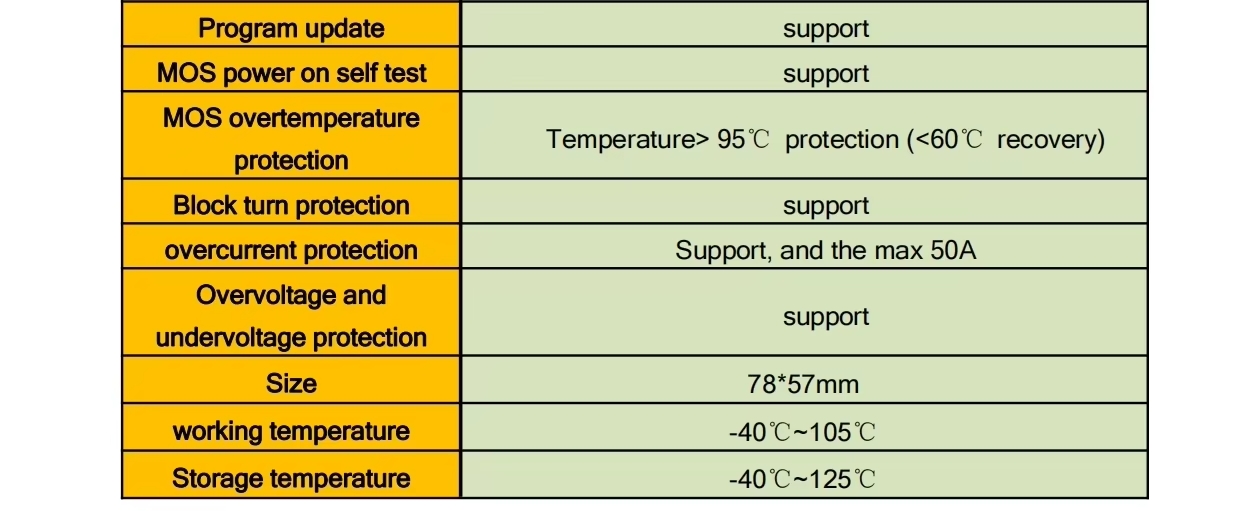 Program update support
MOS power on self test support
MOS overtemperature
protection
Temperature> 95℃ protection (<60℃ recovery)
Block turn protection support
overcurrent protection Support, and the max 50A
Overvoltage and
undervoltage protection
support
Size 78*57mm
working temperature -40℃~105℃
Storage temperature -40℃~125℃